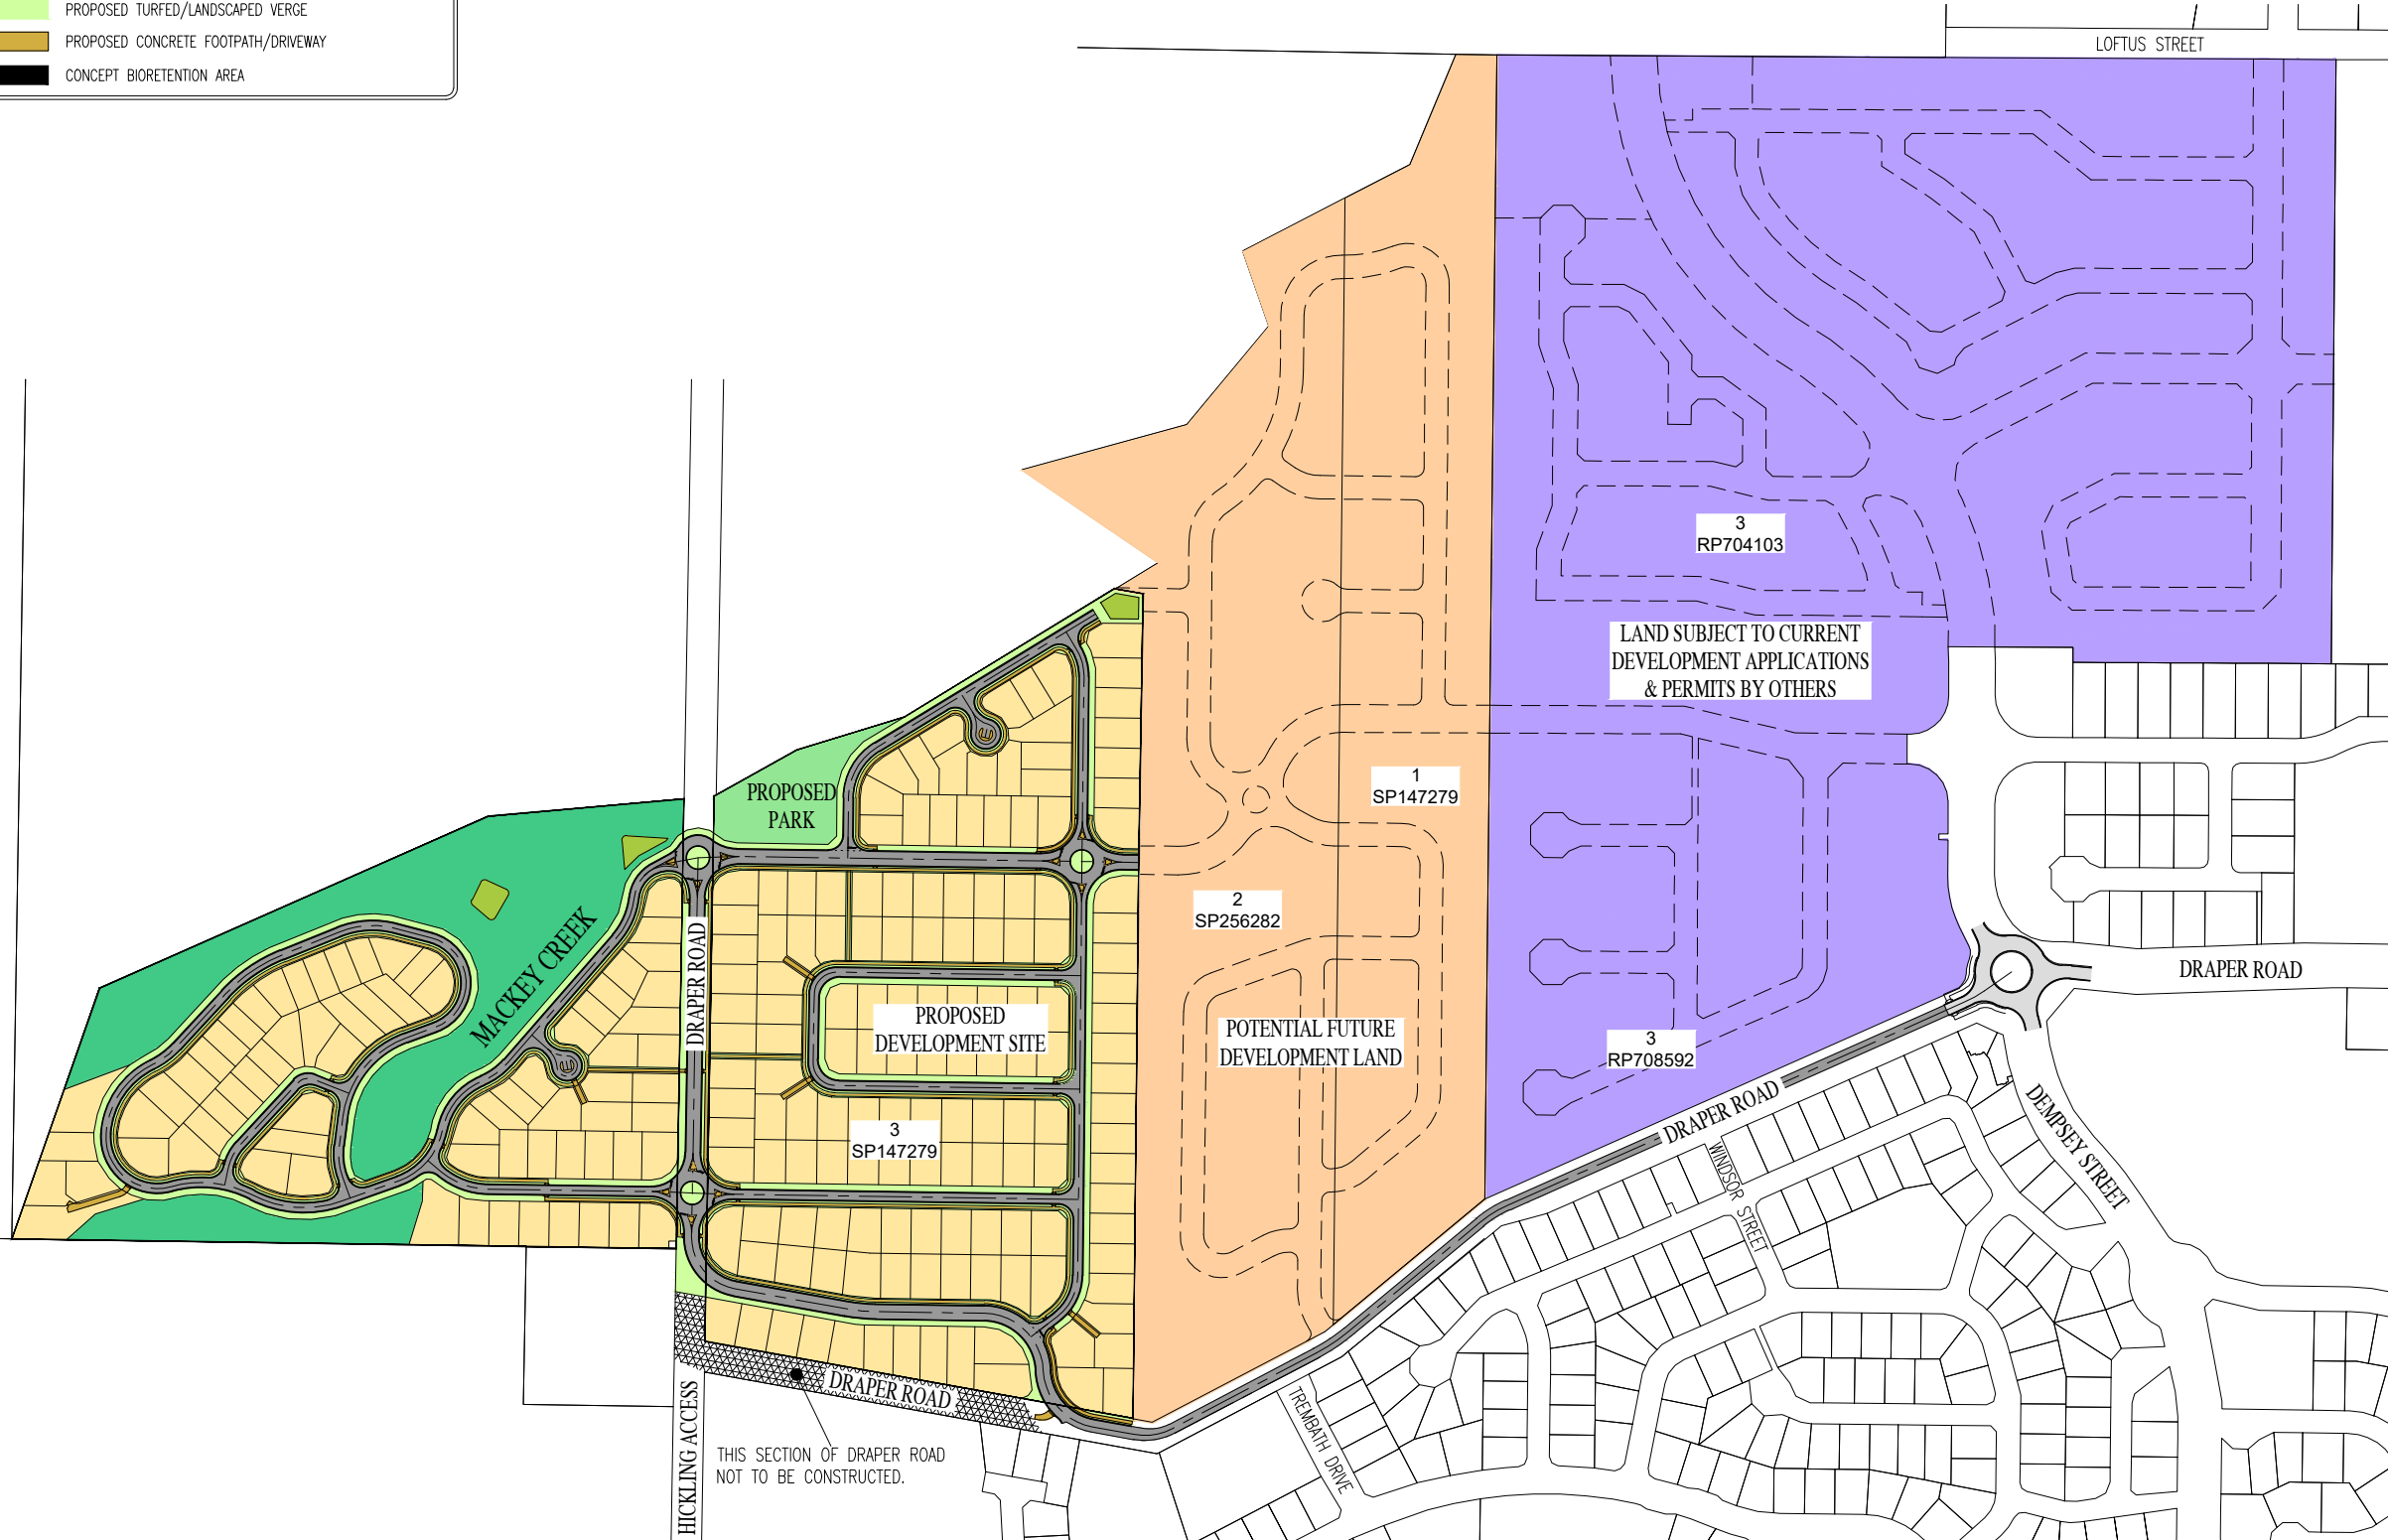 PROPOSED TURFED/LANDSCAPED VERGE
PROPOSED CONCRETE FOOTPATH/DRIVEWAY
CONCEPT BIORETENTION AREA
LOFTUS STREET
3
RP704103
LAND SUBJECT TO CURRENT
DEVELOPMENT APPLICATIONS
& PERMITS BY OTHERS
PROPOSED
PARK
1
SP147279
2
SP256282
MACKEY CREEK
DRAPER ROAD
PROPOSED
DEVELOPMENT SITE
POTENTIAL FUTURE
DEVELOPMENT LAND
3
RP708592
DRAPER ROAD
DRAPER ROAD
DEMPSEY STREET
WINDSOR STREET
3
SP147279
DRAPER ROAD
HICKLING ACCESS
THIS SECTION OF DRAPER ROAD
NOT TO BE CONSTRUCTED.
TREMBATH DRIVE
E
E